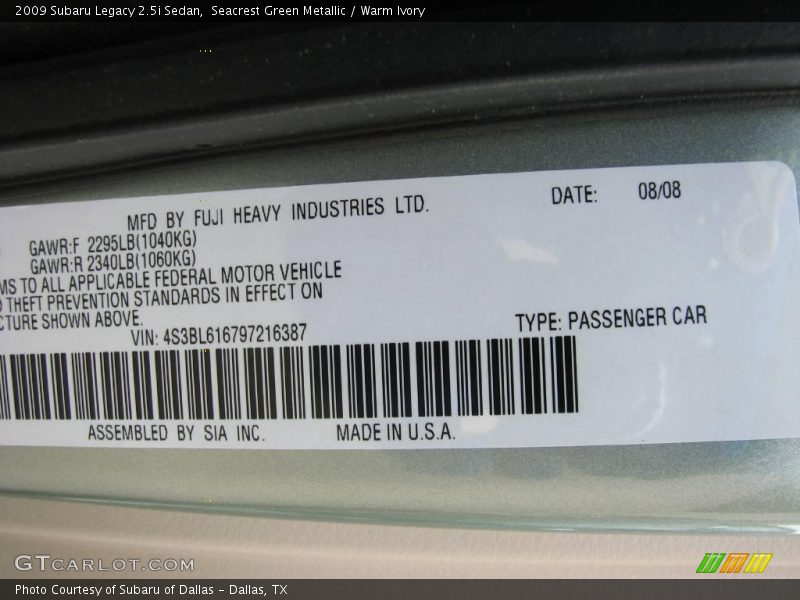 2009 Subaru Legacy 2.5i Sedan,  Seacrest Green Metallic / Warm Ivory
MFD BY FUJI HEAVY INDUSTRIES LTD.
DATE: 08/08
GAWR:F 2295LB(1040KG)
GAWR:R 2340LB(1060KG)
MS TO ALL APPLICABLE FEDERAL MOTOR VEHICLE
THEFT PREVENTION STANDARDS IN EFFECT ON
CTURE SHOWN ABOVE.
VIN: 4S3BL616797216387
TYPE: PASSENGER CAR
ASSEMBLED BY SIA INC.
MADE IN U.S.A.
GTCARLOT.COM
Photo Courtesy of Subaru of Dallas - Dallas, TX